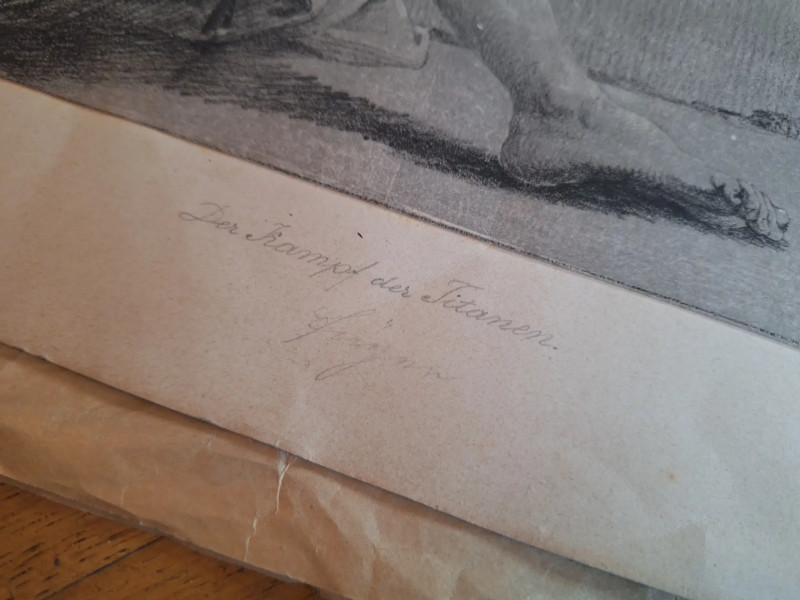 Der Kampf der Titanen.